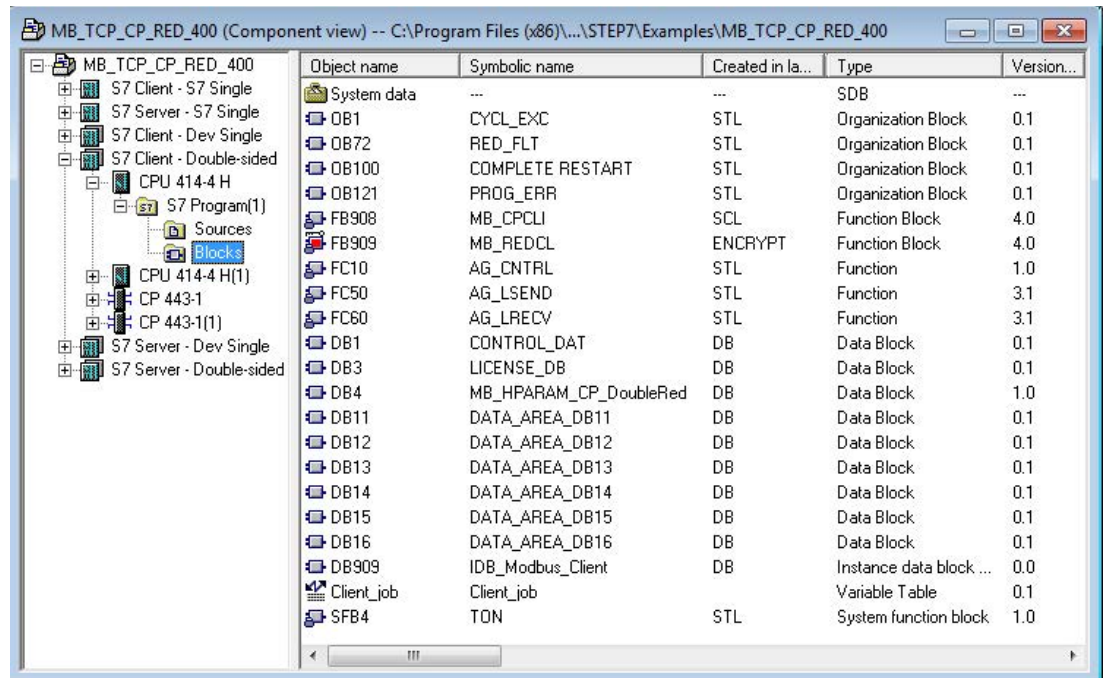 MB_TCP_CP_RED_400 (Component view) -- C:\Program Files (x86)\...\STEP7\Examples\MB_TCP_CP_RED_400
MB_TCP_CP_RED_400
S7 Client - S7 Single
S7 Server - S7 Single
S7 Client - Dev Single
S7 Client - Double-sided
CPU 414-4 H
S7 Program(1)
Sources
Blocks
CPU 414-4 H(1)
CP 443-1
CP 443-1(1)
S7 Server - Dev Single
S7 Server - Double-sided
Object name Symbolic name Created in la... Type Version...
System data --- --- SDB ---
OB1 CYCL_EXC STL Organization Block 0.1
OB72 RED_FLT STL Organization Block 0.1
OB100 COMPLETE RESTART STL Organization Block 0.1
OB121 PROG_ERR STL Organization Block 0.1
FB908 MB_CPCLI SCL Function Block 4.0
FB909 MB_REDCL ENCRYPT Function Block 4.0
FC10 AG_CNTRL STL Function 1.0
FC50 AG_LSEND STL Function 3.1
FC60 AG_LRECV STL Function 3.1
DB1 CONTROL_DAT DB Data Block 0.1
DB3 LICENSE_DB DB Data Block 0.1
DB4 MB_HPARAM_CP_DoubleRed DB Data Block 1.0
DB11 DATA_AREA_DB11 DB Data Block 0.1
DB12 DATA_AREA_DB12 DB Data Block 0.1
DB13 DATA_AREA_DB13 DB Data Block 0.1
DB14 DATA_AREA_DB14 DB Data Block 0.1
DB15 DATA_AREA_DB15 DB Data Block 0.1
DB16 DATA_AREA_DB16 DB Data Block 0.1
DB909 IDB_Modbus_Client DB Instance data block ... 0.0
Client_job Client_job Variable Table 0.1
SFB4 TON STL System function block 1.0